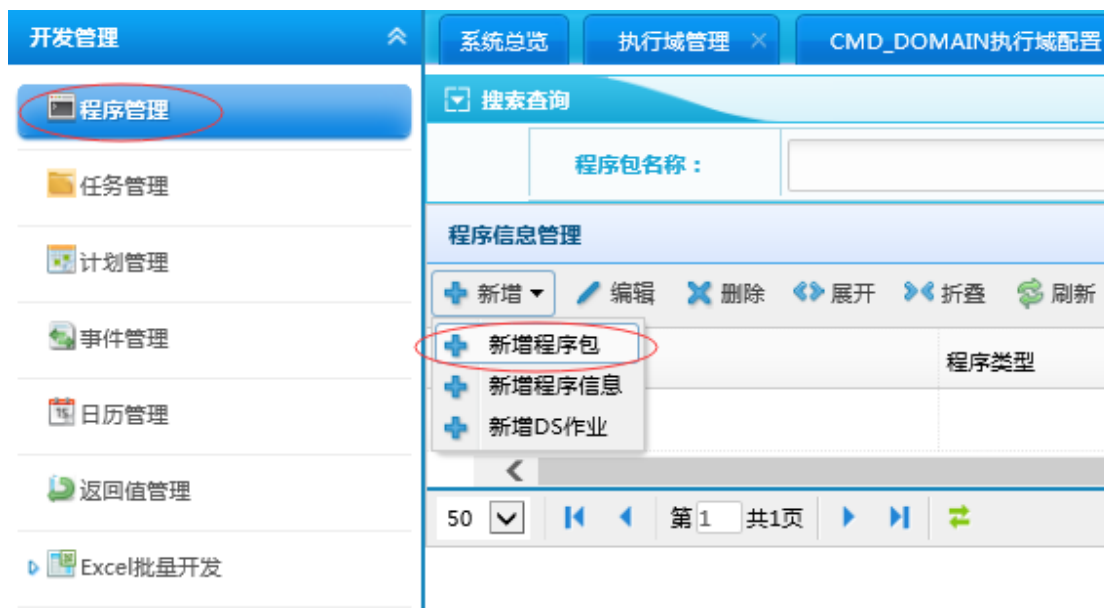 开发管理
程序管理
任务管理
计划管理
事件管理
15 日历管理
返回值管理
Excel批量开发
系统总览 执行域管理 CMD_DOMAIN执行域配置
搜素查询
程序包名称：
程序信息管理
新增 编辑 删除 展开 折叠 刷新
新增程序包
新增程序信息
新增DS作业
程序类型
50 第 1 共1页